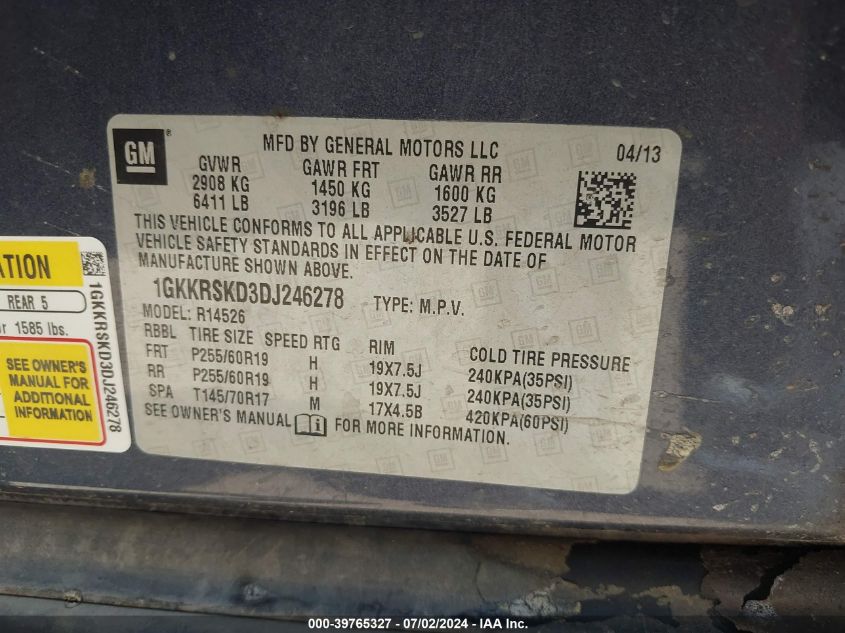 GM ®
MFD BY GENERAL MOTORS LLC 04/13
GVWR GAWR FRT GAWR RR
2908 KG 1450 KG 1600 KG
6411 LB 3196 LB 3527 LB
THIS VEHICLE CONFORMS TO ALL APPLICABLE U.S. FEDERAL MOTOR
VEHICLE SAFETY STANDARDS IN EFFECT ON THE DATE OF
MANUFACTURE SHOWN ABOVE.
1GKKRSKD3DJ246278 TYPE: M.P.V.
MODEL: R14526
RBBL TIRE SIZE SPEED RTG RIM COLD TIRE PRESSURE
FRT P255/60R19 H 19X7.5J 240KPA(35PSI)
RR P255/60R19 H 19X7.5J 240KPA(35PSI)
SPA T145/70R17 M 17X4.5B 420KPA(60PSI)
SEE OWNER'S MANUAL FOR MORE INFORMATION.
REAR 5
1585 lbs.
SEE OWNER'S
MANUAL FOR
ADDITIONAL
INFORMATION
1GKKRSKD3DJ246278
000-39765327 - 07/02/2024 - IAA Inc.